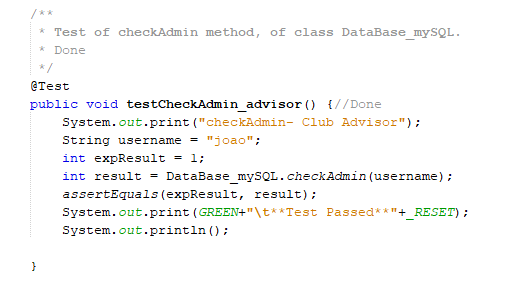 /**
 * Test of checkAdmin method, of class DataBase_mySQL.
 * Done
 */
@Test
public void testCheckAdmin_advisor() {//Done
    System.out.print("checkAdmin- Club Advisor");
    String username = "joao";
    int expResult = 1;
    int result = DataBase_mySQL.checkAdmin(username);
    assertEquals(expResult, result);
    System.out.print(GREEN+"\t**Test Passed**"+_RESET);
    System.out.println();
}